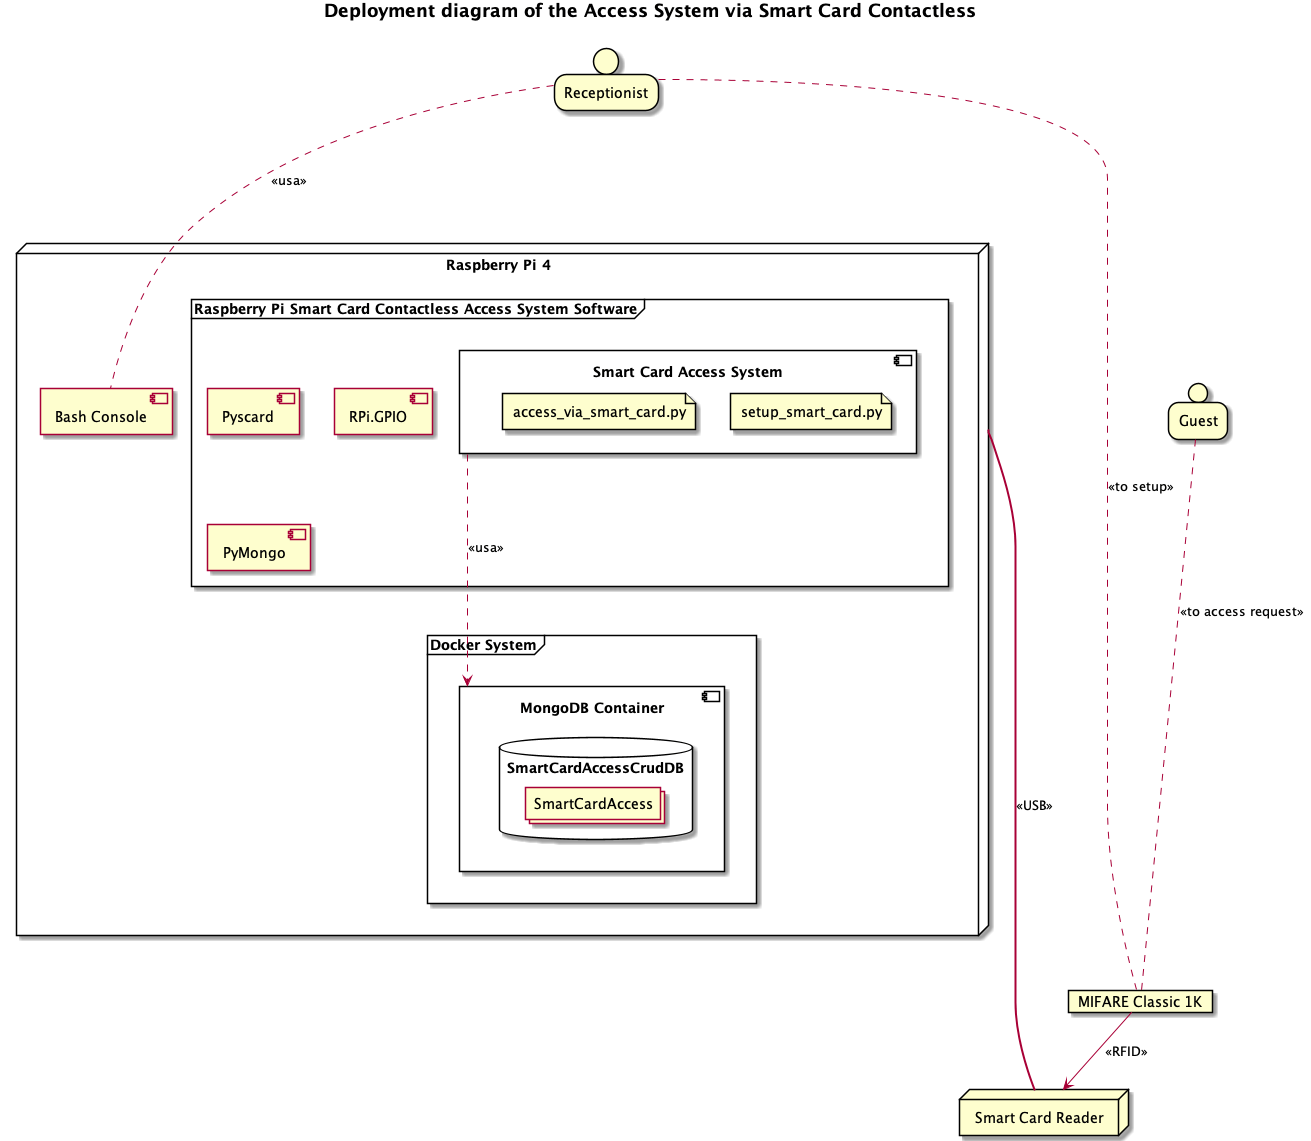 Deployment diagram of the Access System via Smart Card Contactless
Receptionist
«usa»
Raspberry Pi 4
Raspberry Pi Smart Card Contactless Access System Software
Smart Card Access System
access_via_smart_card.py
setup_smart_card.py
Bash Console
Pyscard
RPi.GPIO
Guest
«to setup»
PyMongo
«usa»
«to access request»
Docker System
MongoDB Container
SmartCardAccessCrudDB
SmartCardAccess
«USB»
MIFARE Classic 1K
«RFID»
Smart Card Reader